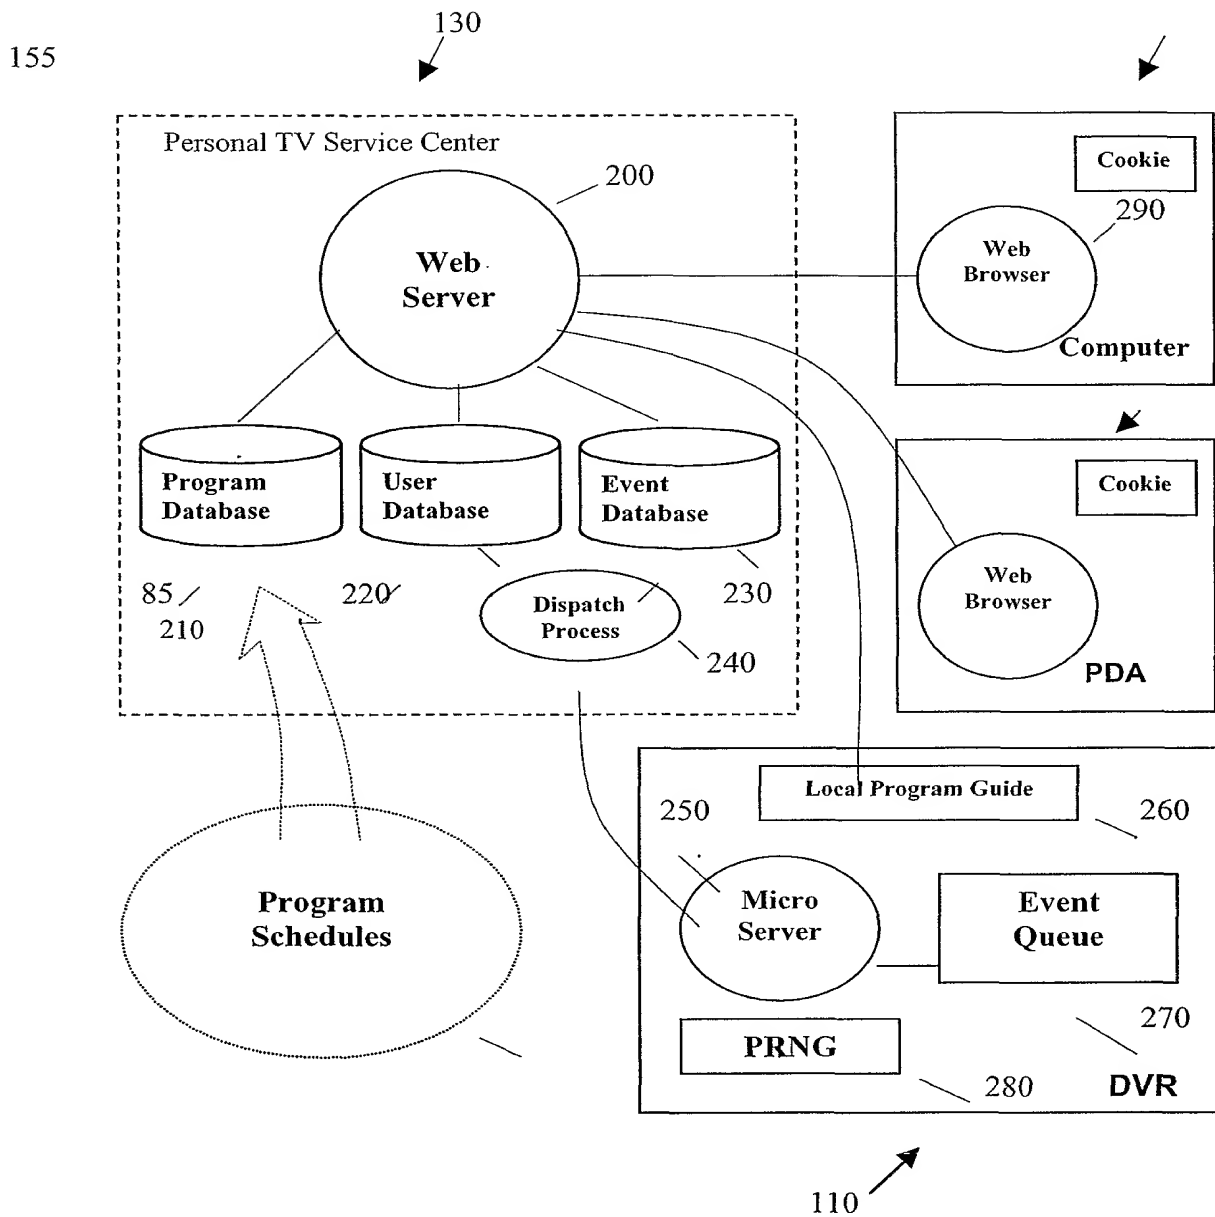 130
155
Personal TV Service Center
200
Web
Server
Cookie
290
Web
Browser
Computer
Program
Database
User
Database
Event
Database
Cookie
Web
Browser
PDA
85
210
220
230
Dispatch
Process
240
Local Program Guide
250
260
Program
Schedules
Micro
Server
Event
Queue
270
PRNG
280
DVR
110